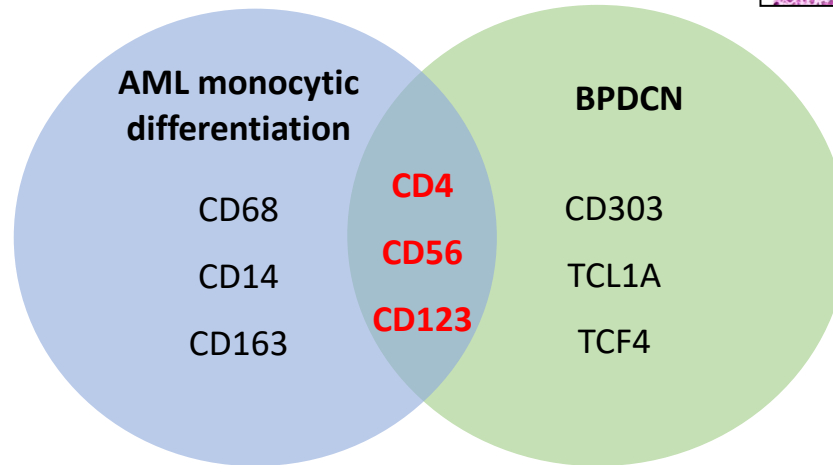 AML monocytic
differentiation
CD68
CD14
CD163
CD4
CD56
CD123
BPDCN
CD303
TCL1A
TCF4